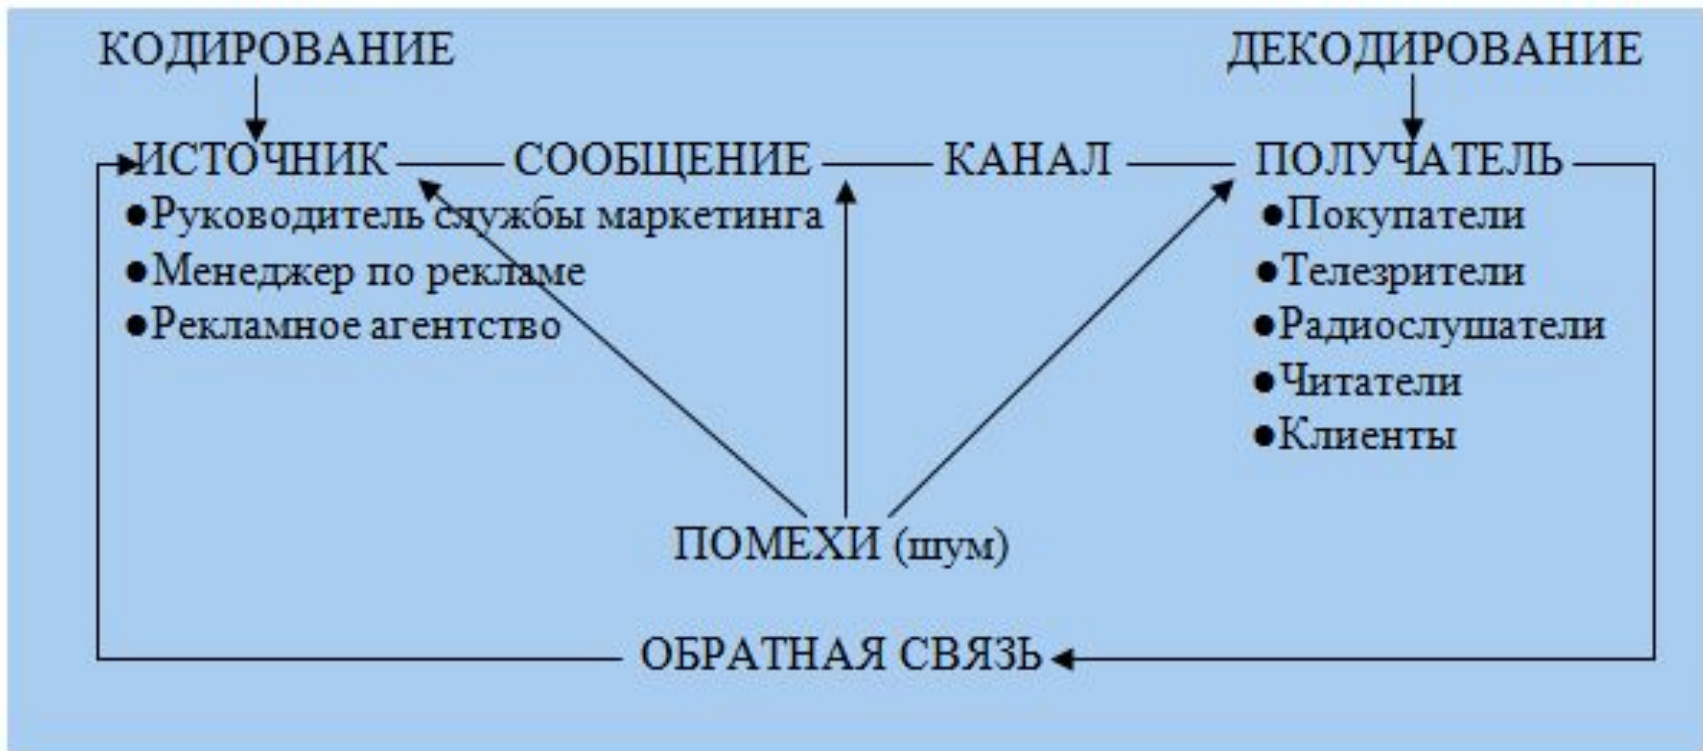 КОДИРОВАНИЕ ДЕКОДИРОВАНИЕ
ИСТОЧНИК СООБЩЕНИЕ КАНАЛ ПОЛУЧАТЕЛЬ
●Руководитель службы маркетинга ●Покупатели
●Менеджер по рекламе ●Телезрители
●Рекламное агентство ●Радиослушатели
●Читатели
●Клиенты
ПОМЕХИ (шум)
ОБРАТНАЯ СВЯЗЬ